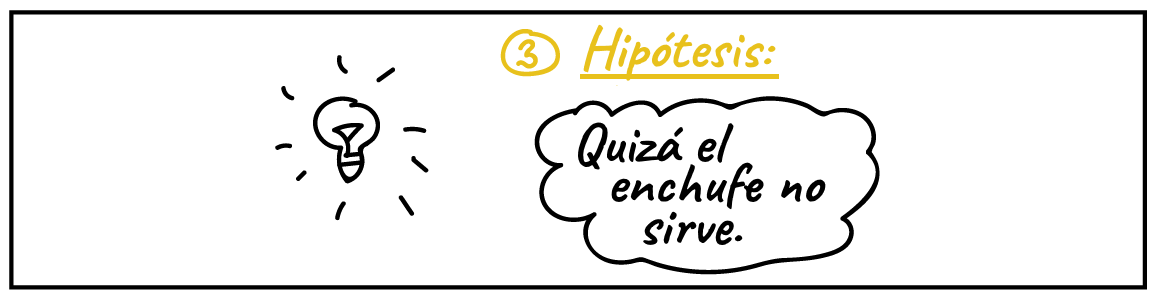 ③ Hipótesis:
Quizá el
enchufe no
sirve.